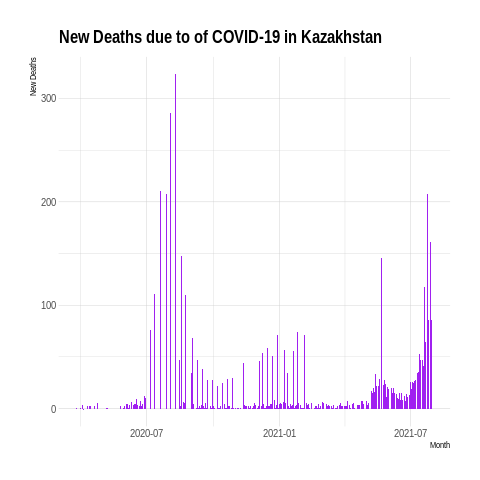 New Deaths due to of COVID-19 in Kazakhstan
New Deaths
300
200
100
0
2020-07
2021-01
2021-07
Month